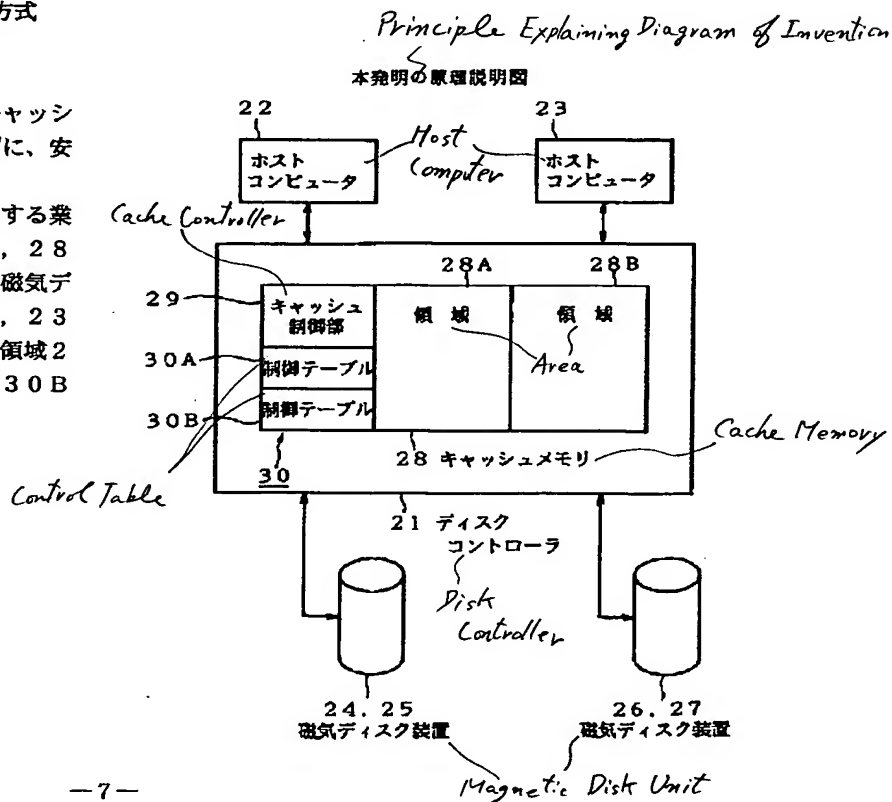 方式
Principle Explaining Diagram of Invention
本発明の原理説明図
ャッシ
に、安
する業
，28
磁気デ
，23
領域2
30B
22
23
ホスト
コンピュータ
Host
Computer
ホスト
コンピュータ
Cache Controller
28A
28B
29
キャッシュ
制御部
領域
領域
Area
30A
制御テーブル
30B
制御テーブル
30
28 キャッシュメモリ
Cache Memory
Control Table
21 ディスク
コントローラ
Disk
Controller
24．25
磁気ディスク装置
26．27
磁気ディスク装置
Magnetic Disk Unit
—7—